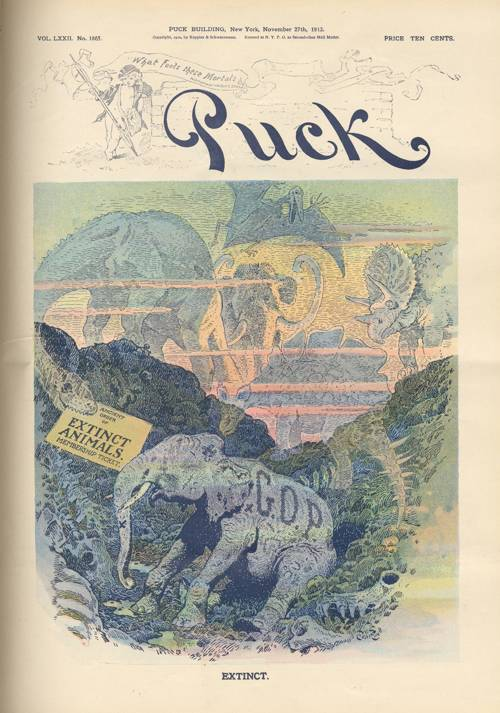 PUCK BUILDING, New York, November 27th, 1912.
VOL. LXXII. No. 1865.
PRICE TEN CENTS.
What Fools these Mortals be
Puck
ANCIENT
ORDER
OF
EXTINCT
ANIMALS.
MEMBERSHIP TICKET.
G.O.P
EXTINCT.